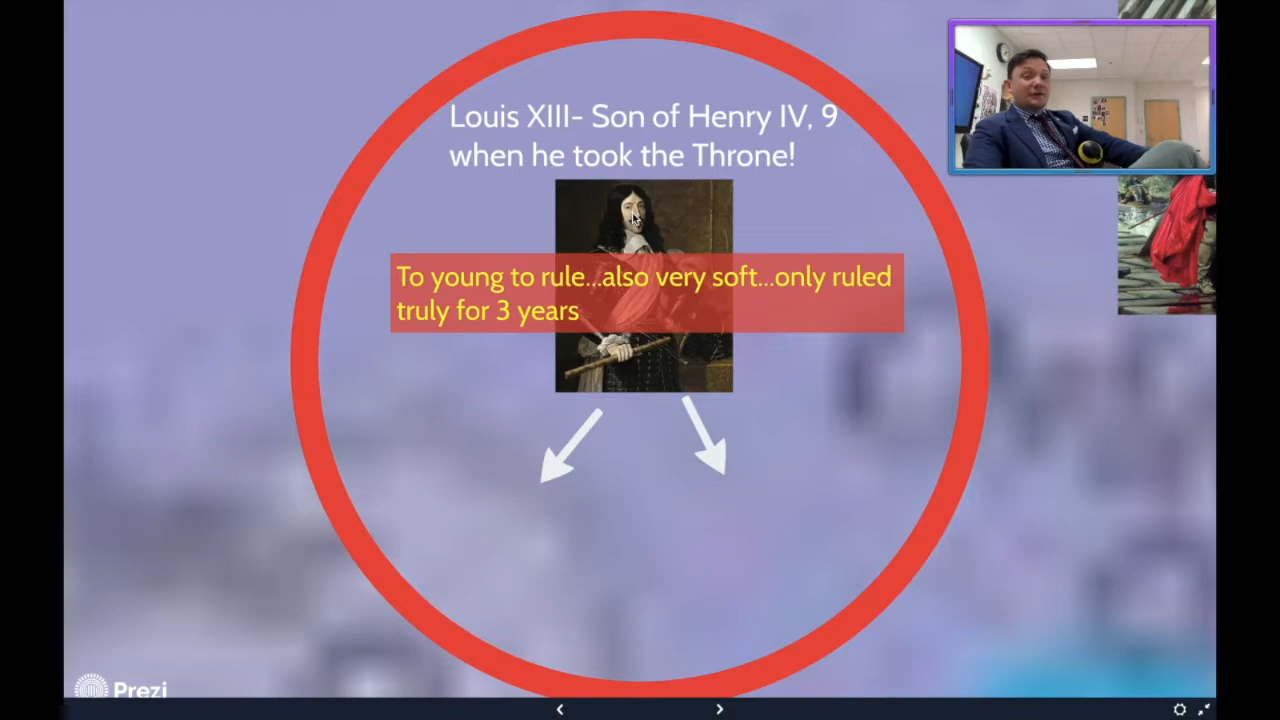 Louis XIII- Son of Henry IV, 9
when he took the Throne!
To young to rule...also very soft...only ruled
truly for 3 years
Prezi